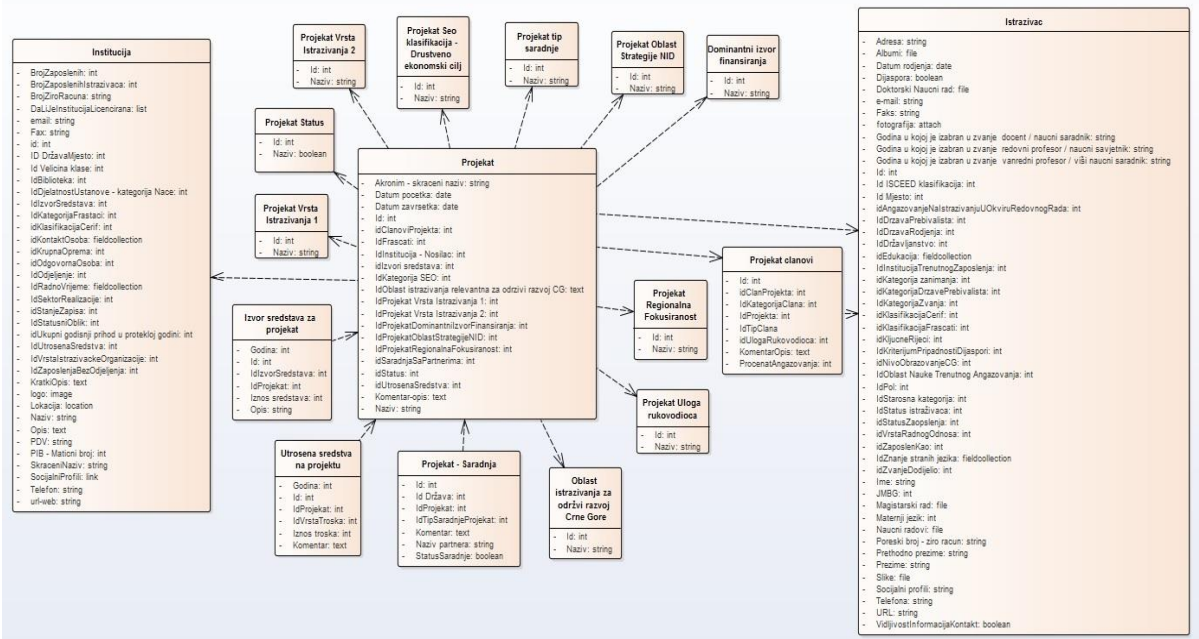 Institucija
- BrojZaposlenih: int
- BrojZaposlenihIstrazivaca: int
- BrojZiroRacuna: string
- DaLiJeInstitucijaLicencirana: list
- email: string
- Fax: string
- id: int
- ID DržavaMjesto: int
- Id Velicina klase: int
- IdBiblioteka: int
- IdDjelatnostUstanove - kategorija Nace: int
- IdIzvorSredstava: int
- IdKategorijaFrastaci: int
- idKlasifikacijaCerif: int
- idKontaktOsoba: fieldcollection
- idKrupnaOprema: int
- idOdgovornaOsoba: int
- IdOdjeljenje: int
- IdRadnoVrijeme: fieldcollection
- IdSektorRealizacije: int
- idStanjeZapisa: int
- IdStatusniOblik: int
- idUkupni godisnji prihod u protekloj godini: int
- IdUtrosenaSredstva: int
- IdVrstaIstrazivackeOrganizacije: int
- IdZaposlenjaBezOdjeljenja: int
- KratkiOpis: text
- logo: image
- Lokacija: location
- Naziv: string
- Opis: text
- PDV: string
- PIB - Maticni broj: int
- SkraceniNaziv: string
- SocijalniProfili: link
- Telefon: string
- url-web: string
Projekat Vrsta
Istrazivanja 2
- Id: int
- Naziv: string
Projekat Seo
klasifikacija -
Drustveno
ekonomski cilj
- Id: int
- Naziv: string
Projekat tip
saradnje
- Id: int
- Naziv: string
Projekat Oblast
Strategije NID
- Id: int
- Naziv: string
Dominantni izvor
finansiranja
- Id: int
- Naziv: string
Projekat Status
- Id: int
- Naziv: boolean
Projekat Vrsta
Istrazivanja 1
- Id: int
- Naziv: string
Projekat
- Akronim - skraceni naziv: string
- Datum pocetka: date
- Datum zavrsetka: date
- Id: int
- idClanoviProjekta: int
- IdFrascati: int
- IdInstitucija - Nosilac: int
- idIzvori sredstava: int
- IdKategorija SEO: int
- IdOblast istrazivanja relevantna za odrzivi razvoj CG: text
- IdProjekat Vrsta Istrazivanja 1: int
- IdProjekat Vrsta Istrazivanja 2: int
- IdProjekatDominantniIzvorFinansiranja: int
- IdProjekatOblastStrategijeNID: int
- IdProjekatRegionalnaFokusiranost: int
- idSaradnjaSaPartnerima: int
- idStatus: int
- idUtrosenaSredstva: int
- Komentar-opis: text
- Naziv: string
Izvor sredstava za
projekat
- Godina: int
- Id: int
- IdIzvorSredstava: int
- IdProjekat: int
- Iznos sredstava: int
- Opis: string
Utrosena sredstva
na projektu
- Godina: int
- Id: int
- IdProjekat: int
- IdVrstaTroska: int
- Iznos troska: int
- Komentar: text
Projekat - Saradnja
- Id: int
- Id Država: int
- IdProjekat: int
- IdTipSaradnjeProjekat: int
- Komentar: text
- Naziv partnera: string
- StatusSaradnje: boolean
Oblast
istrazivanja za
održvi razvoj
Crne Gore
- Id: int
- Naziv: string
Projekat
Regionalna
Fokusiranost
- Id: int
- Naziv: string
Projekat Uloga
rukovodioca
- Id: int
- Naziv: string
Projekat clanovi
- Id: int
- idClanProjekta: int
- IdKategorijaClana: int
- IdProjekta: int
- IdTipClana
- idUlogaRukovodioca: int
- KomentarOpis: text
- ProcenatAngazovanja: int
Istrazivac
- Adresa: string
- Albumi: file
- Datum rodjenja: date
- Dijaspora: boolean
- Doktorski Naucni rad: file
- e-mail: string
- Faks: string
- fotografija: attach
- Godina u kojoj je izabran u zvanje docent / naucni saradnik: string
- Godina u kojoj je izabran u zvanje redovni profesor / naucni savjetnik: string
- Godina u kojoj je izabran u zvanje vanredni profesor / viši naucni saradnik: string
- Id: int
- Id ISCEED klasifikacija: int
- Id Mjesto: int
- idAngazovanjeNaIstrazivanjuUOkviruRedovnogRada: int
- IdDrzavaPrebivalista: int
- IdDrzavaRodjenja: int
- IdDržavljanstvo: int
- idEdukacija: fieldcollection
- IdInstitucijaTrenutnogZaposlenja: int
- IdKategorija zanimanja: int
- idKategorijaDrzavePrebivalista: int
- IdKategorijaZvanja: int
- idKlasifikacijaCerif: int
- idKlasifikacijaFrascati: int
- idKljucneRijeci: int
- IdKriterijumPripadnostiDijaspori: int
- idNivoObrazovanjeCG: int
- IdOblast Nauke Trenutnog Angazovanja: int
- IdPol: int
- IdStarosna kategorija: int
- IdStatus istraživaca: int
- idStatusZaopslenja: int
- idVrstaRadnogOdnosa: int
- idZaposlenKao: int
- IdZnanje stranih jezika: fieldcollection
- idZvanjeDodijelio: int
- Ime: string
- JMBG: int
- Magistarski rad: file
- Maternji jezik: int
- Naucni radovi: file
- Poreski broj - ziro racun: string
- Prethodno prezime: string
- Prezime: string
- Slike: file
- Socijalni profili: string
- Telefona: string
- URL: string
- VidljivostInformacijaKontakt: boolean